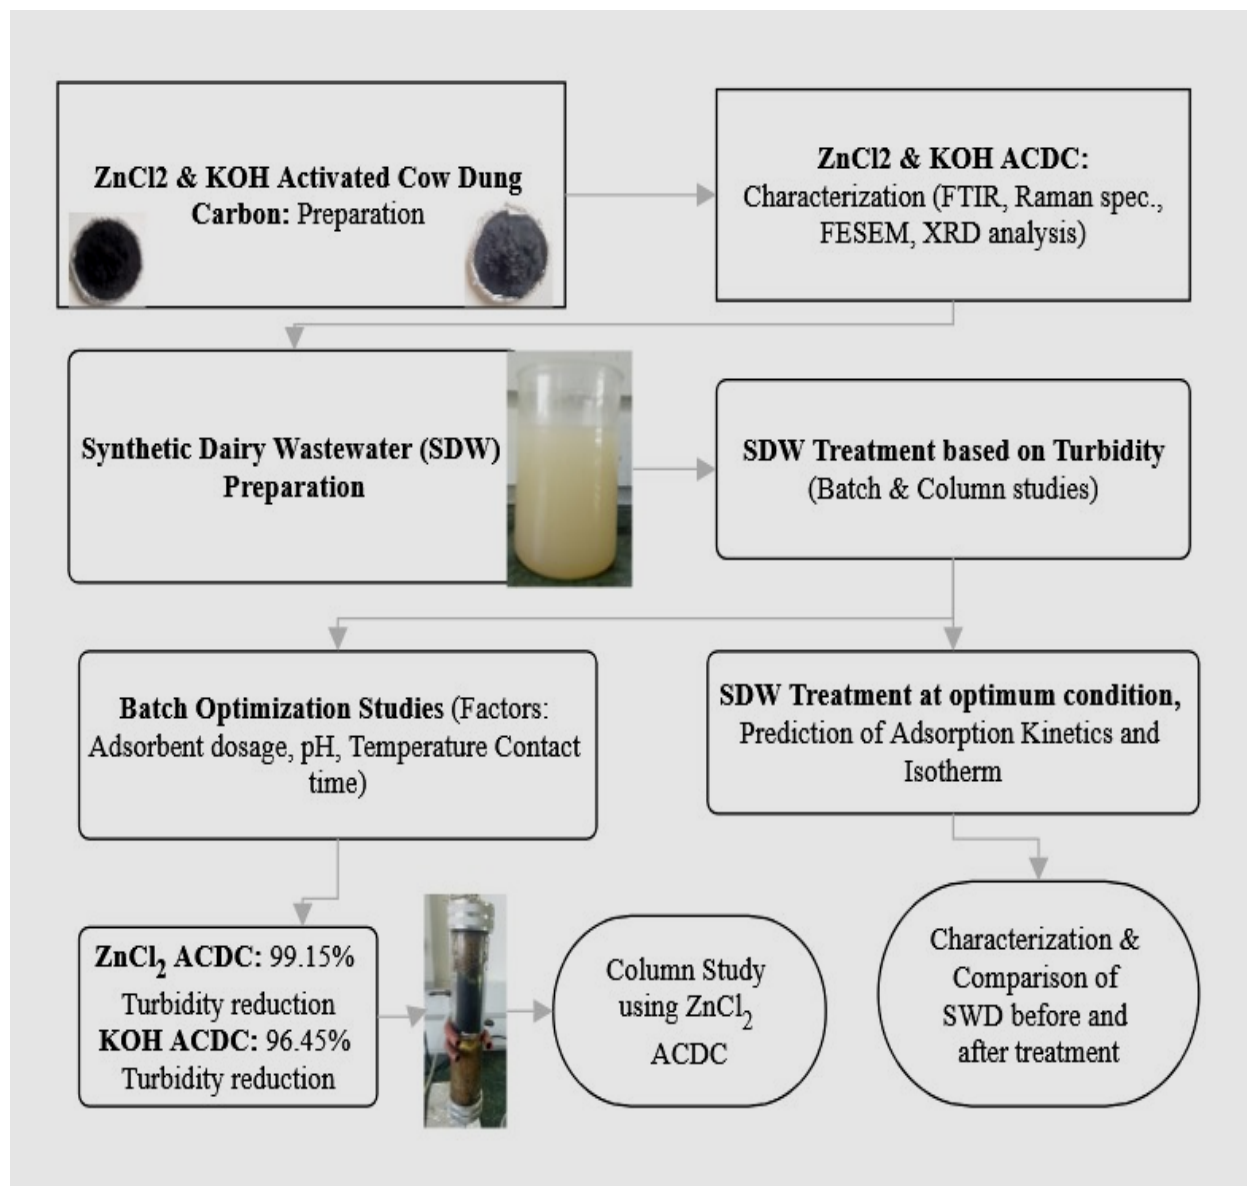 ZnCl2 & KOH Activated Cow Dung
Carbon: Preparation
ZnCl2 & KOH ACDC:
Characterization (FTIR, Raman spec.,
FESEM, XRD analysis)
Synthetic Dairy Wastewater (SDW)
Preparation
SDW Treatment based on Turbidity
(Batch & Column studies)
Batch Optimization Studies (Factors:
Adsorbent dosage, pH, Temperature Contact
time)
SDW Treatment at optimum condition,
Prediction of Adsorption Kinetics and
Isotherm
ZnCl₂ ACDC: 99.15%
Turbidity reduction
KOH ACDC: 96.45%
Turbidity reduction
Column Study
using ZnCl₂
ACDC
Characterization &
Comparison of
SWD before and
after treatment